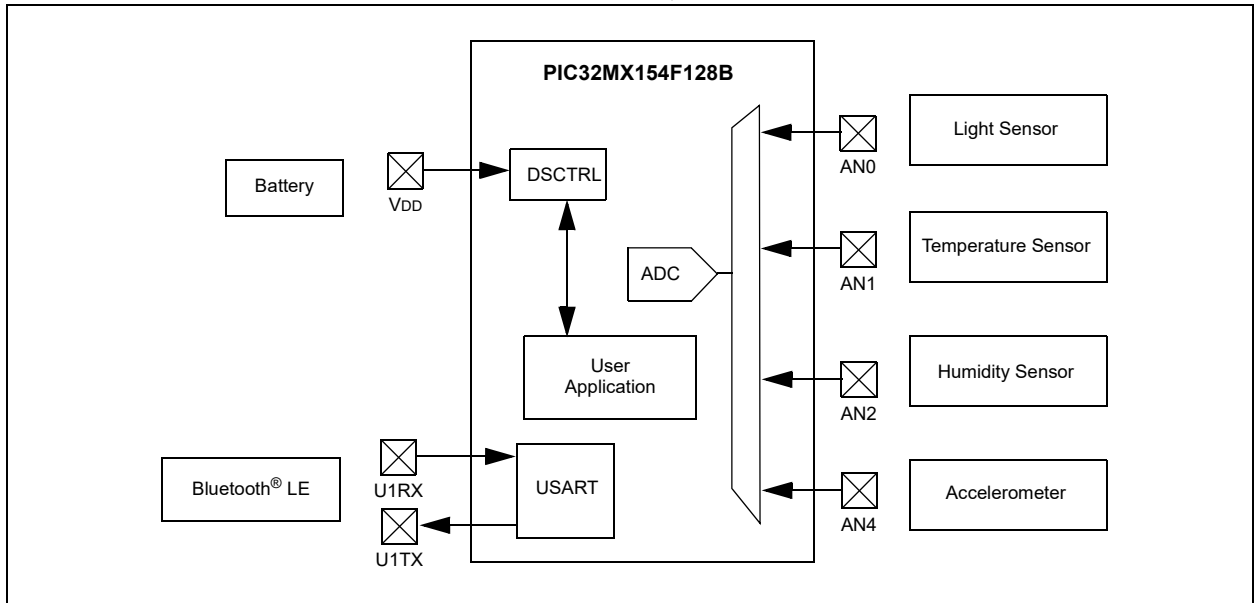 PIC32MX154F128B
Light Sensor
AN0
Battery
VDD
DSCTRL
Temperature Sensor
AN1
ADC
User
Application
Humidity Sensor
AN2
Bluetooth® LE
U1RX
U1TX
USART
Accelerometer
AN4